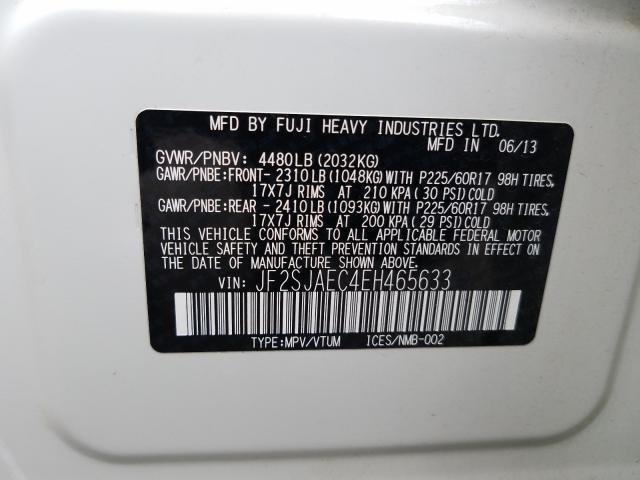 MFD BY FUJI HEAVY INDUSTRIES LTD.
MFD IN 06/13
GVWR/PNBV: 4480LB(2032KG)
GAWR/PNBE:FRONT- 2310LB(1048KG)WITH P225/60R17 98H TIRES,
17X7J RIMS AT 210 KPA(30 PSI)COLD
GAWR/PNBE:REAR - 2410LB(1093KG)WITH P225/60R17 98H TIRES,
17X7J RIMS AT 200 KPA(29 PSI)COLD
THIS VEHICLE CONFORMS TO ALL APPLICABLE FEDERAL MOTOR
VEHICLE SAFETY AND THEFT PREVENTION STANDARDS IN EFFECT ON
THE DATE OF MANUFACTURE SHOWN ABOVE.
VIN: JF2SJAEC4EH465633
TYPE:MPV/VTUM ICES/NMB-002